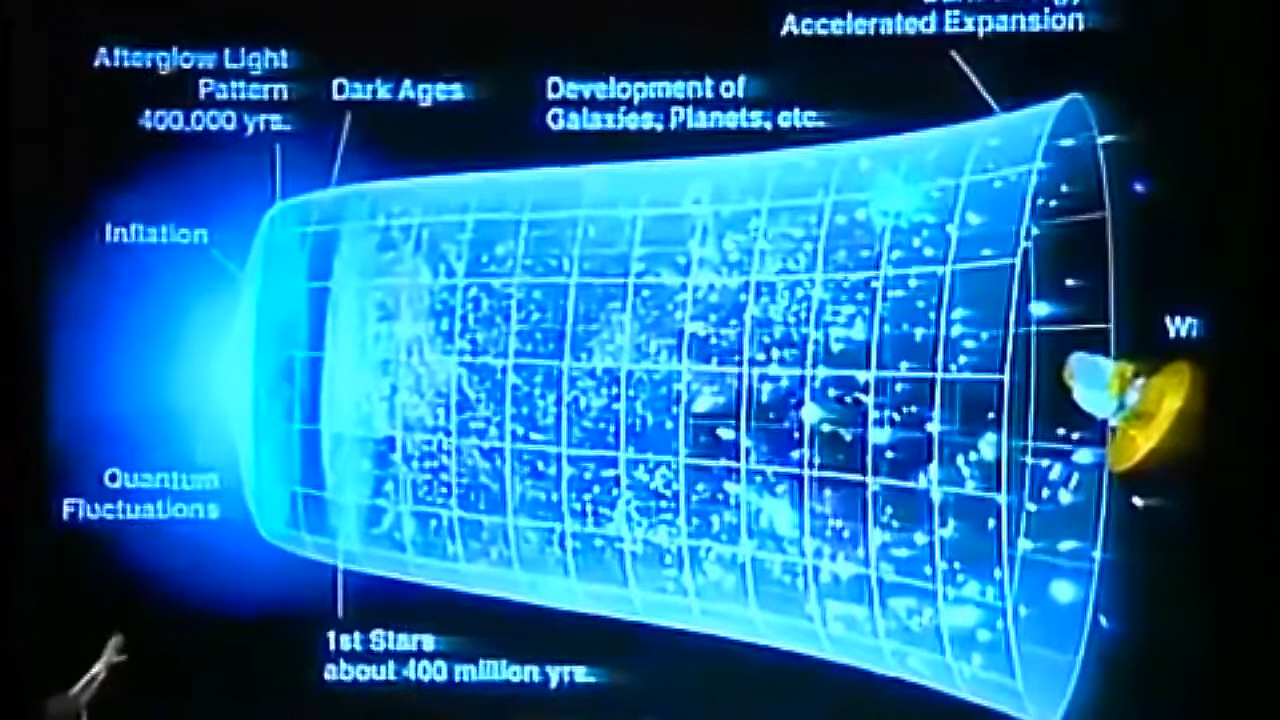 Accelerated Expansion
Afterglow Light
Pattern
400,000 yrs.
Dark Ages
Development of
Galaxies, Planets, etc.
Inflation
Quantum
Fluctuations
1st Stars
about 400 million yrs.